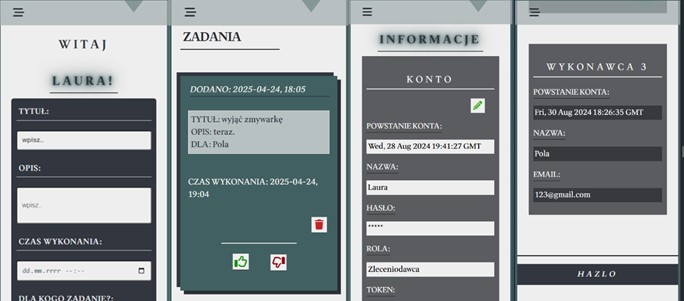 WITAJ
LAURA!
TYTUŁ:
wpisz..
OPIS:
wpisz..
CZAS WYKONANIA:
dd.mm.rrrr --:--
DLA KOGO ZADANIE?:
ZADANIA
DODANO: 2025-04-24, 18:05
TYTUŁ: wyjąć zmywarkę
OPIS: teraz.
DLA: Pola
CZAS WYKONANIA: 2025-04-24,
19:04
INFORMACJE
KONTO
POWSTANIE KONTA:
Wed, 28 Aug 2024 19:41:27 GMT
NAZWA:
Laura
HASŁO:
*****
ROLA:
Zleceniodawca
TOKEN:
WYKONAWCA 3
POWSTANIE KONTA:
Fri, 30 Aug 2024 18:26:35 GMT
NAZWA:
Pola
EMAIL:
123@gmail.com
HAZLO